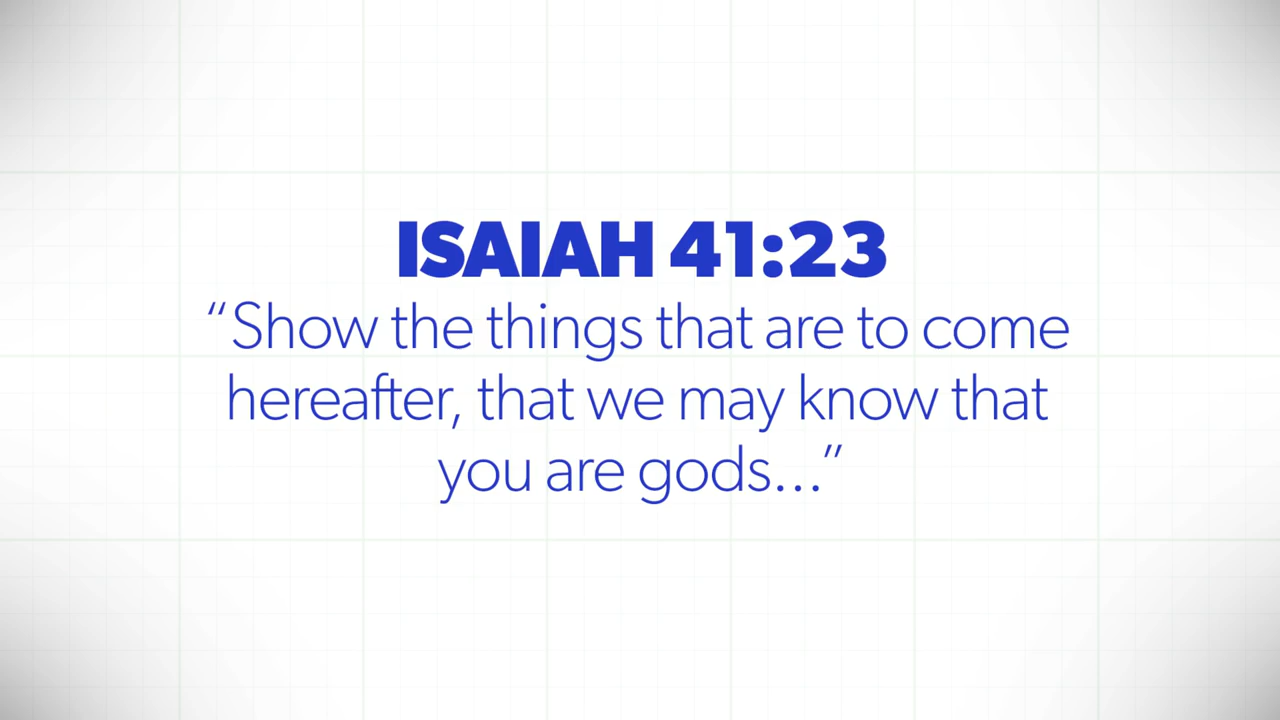 ISAIAH 41:23
“Show the things that are to come
hereafter, that we may know that
you are gods...”